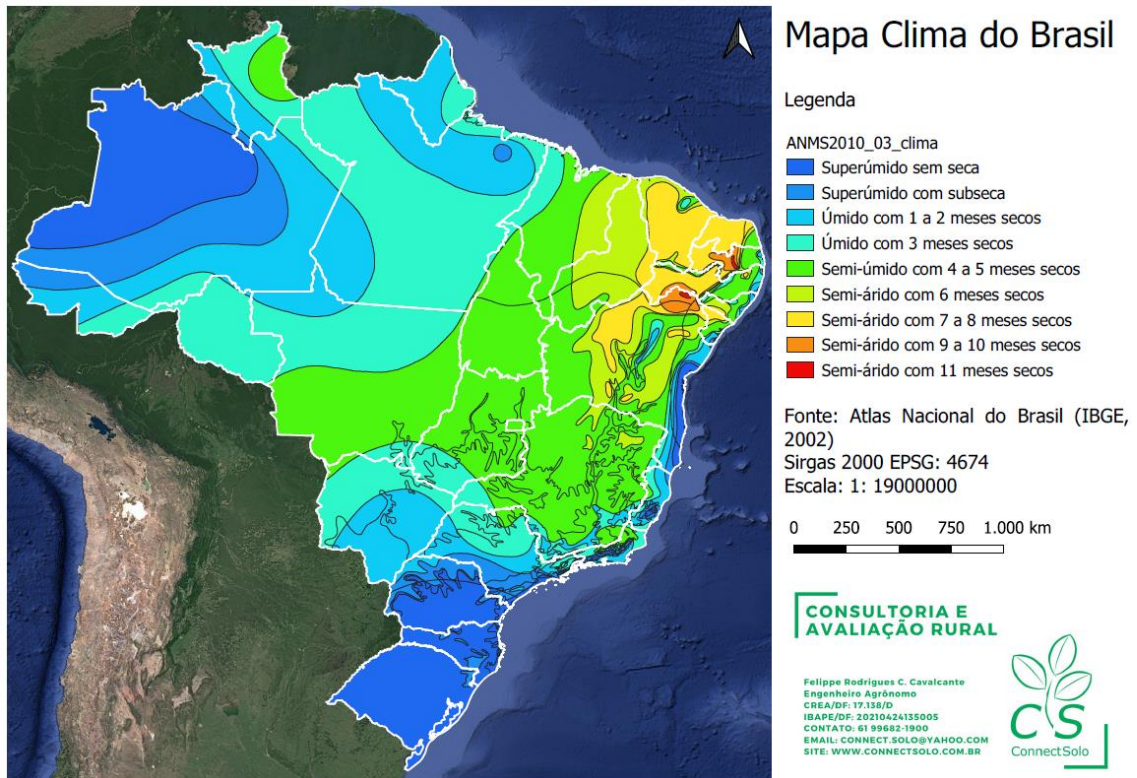 Mapa Clima do Brasil
Legenda
ANMS2010_03_clima
Superúmido sem seca
Superúmido com subseca
Úmido com 1 a 2 meses secos
Úmido com 3 meses secos
Semi-úmido com 4 a 5 meses secos
Semi-árido com 6 meses secos
Semi-árido com 7 a 8 meses secos
Semi-árido com 9 a 10 meses secos
Semi-árido com 11 meses secos
Fonte: Atlas Nacional do Brasil (IBGE,
2002)
Sirgas 2000 EPSG: 4674
Escala: 1: 19000000
0 250 500 750 1.000 km
CONSULTORIA E
AVALIAÇÃO RURAL
Felippe Rodrigues C. Cavalcante
Engenheiro Agrônomo
CREA/DF: 17.138/D
IBAPE/DF: 20210424135005
CONTATO: 61 99682-1900
EMAIL: CONNECT.SOLO@YAHOO.COM
SITE: WWW.CONNECTSOLO.COM.BR
CS
ConnectSolo